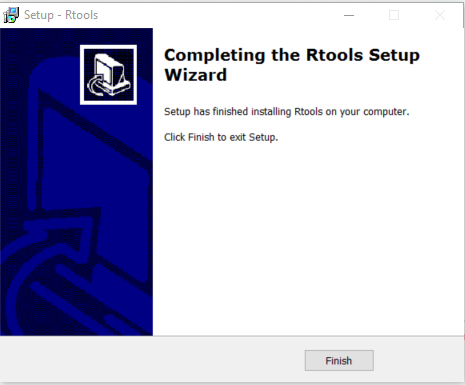 Setup - Rtools
Completing the Rtools Setup
Wizard
Setup has finished installing Rtools on your computer.
Click Finish to exit Setup.
Finish